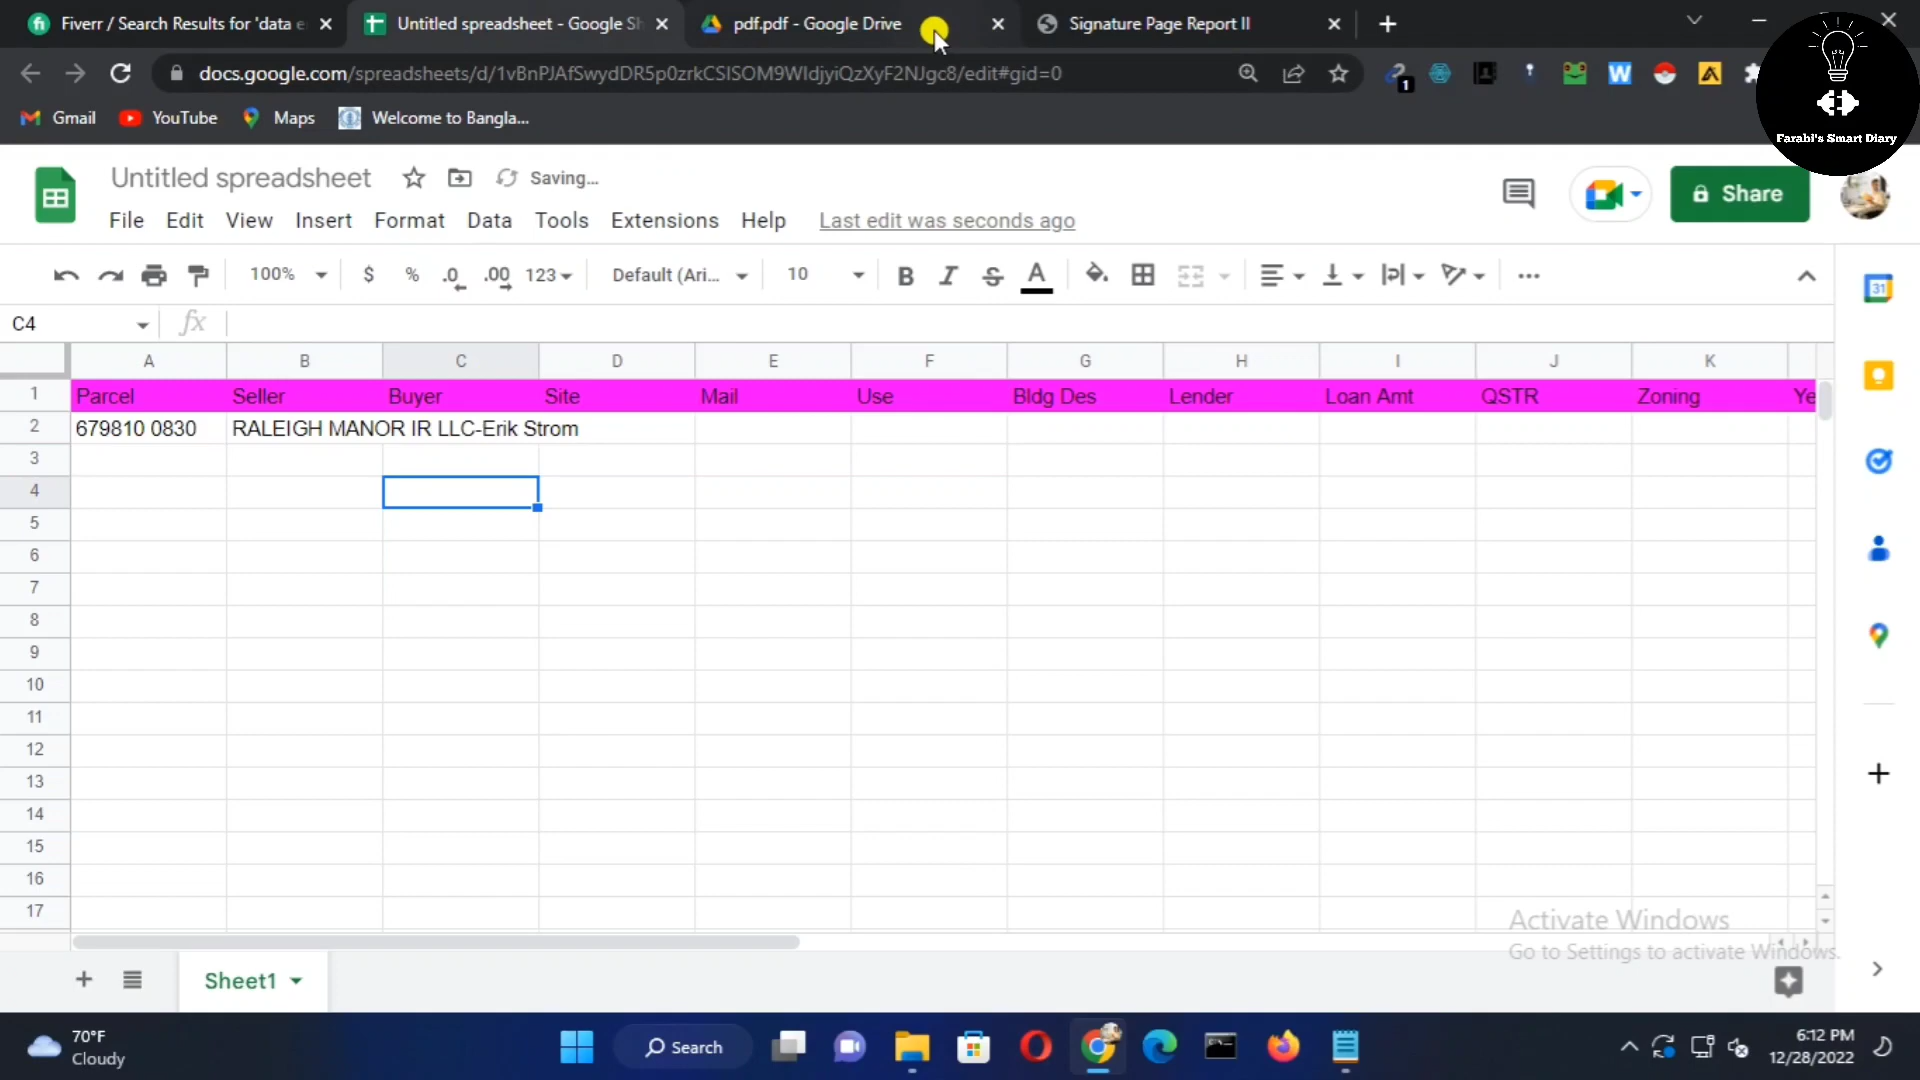 Fiverr / Search Results for 'data e
Untitled spreadsheet - Google Sh
pdf.pdf - Google Drive
Signature Page Report II
docs.google.com/spreadsheets/d/1vBnPJAfSwydDR5p0zrkCSISOM9WIdjyiQzXyF2NJgc8/edit#gid=0
1
W
Gmail
YouTube
Maps
Welcome to Bangla...
Farabi's Smart Diary
Untitled spreadsheet
Saving...
Share
File Edit View Insert Format Data Tools Extensions Help Last edit was seconds ago
100% $ % .0 .00 123 Default (Ari... 10 B I S A
31
C4 fx
A B C D E F G H I J K
1 Parcel Seller Buyer Site Mail Use Bldg Des Lender Loan Amt QSTR Zoning Ye
2 679810 0830 RALEIGH MANOR IR LLC-Erik Strom
3
4
5
6
7
8
9
10
11
12
13
14
15
16
17
Activate Windows
Go to Settings to activate Windows.
Sheet1
70°F
Cloudy
Search
6:12 PM
12/28/2022